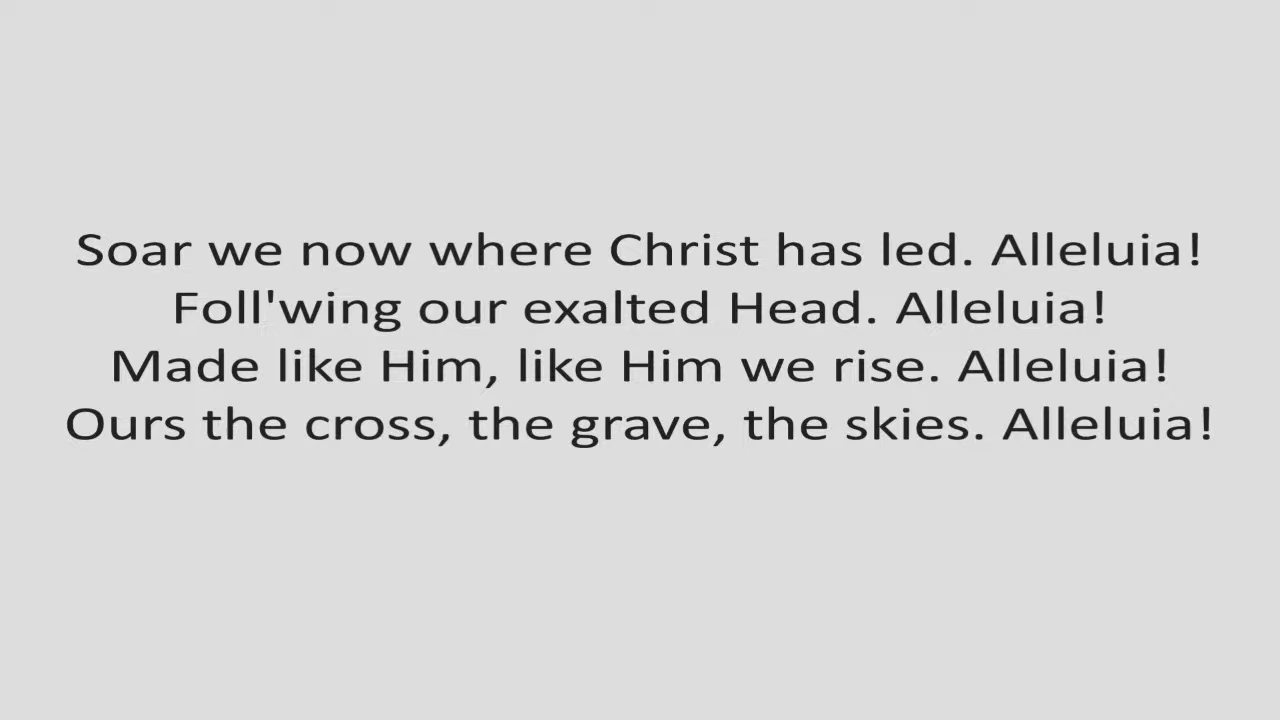 Soar we now where Christ has led. Alleluia!
Foll'wing our exalted Head. Alleluia!
Made like Him, like Him we rise. Alleluia!
Ours the cross, the grave, the skies. Alleluia!